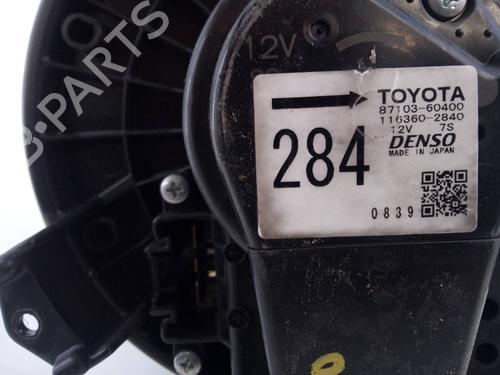 B-PARTS
12V
TOYOTA
87103-60400
116360-2840
12V 7S
DENSO
MADE IN JAPAN
284
0839